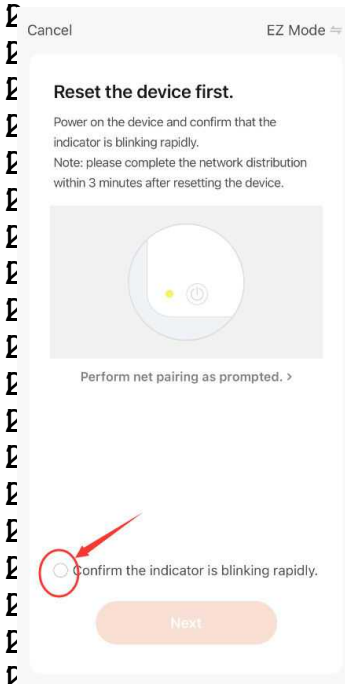 Cancel
EZ Mode
Reset the device first.
Power on the device and confirm that the
indicator is blinking rapidly.
Note: please complete the network distribution
within 3 minutes after resetting the device.
Perform net pairing as prompted. >
Confirm the indicator is blinking rapidly.
Next